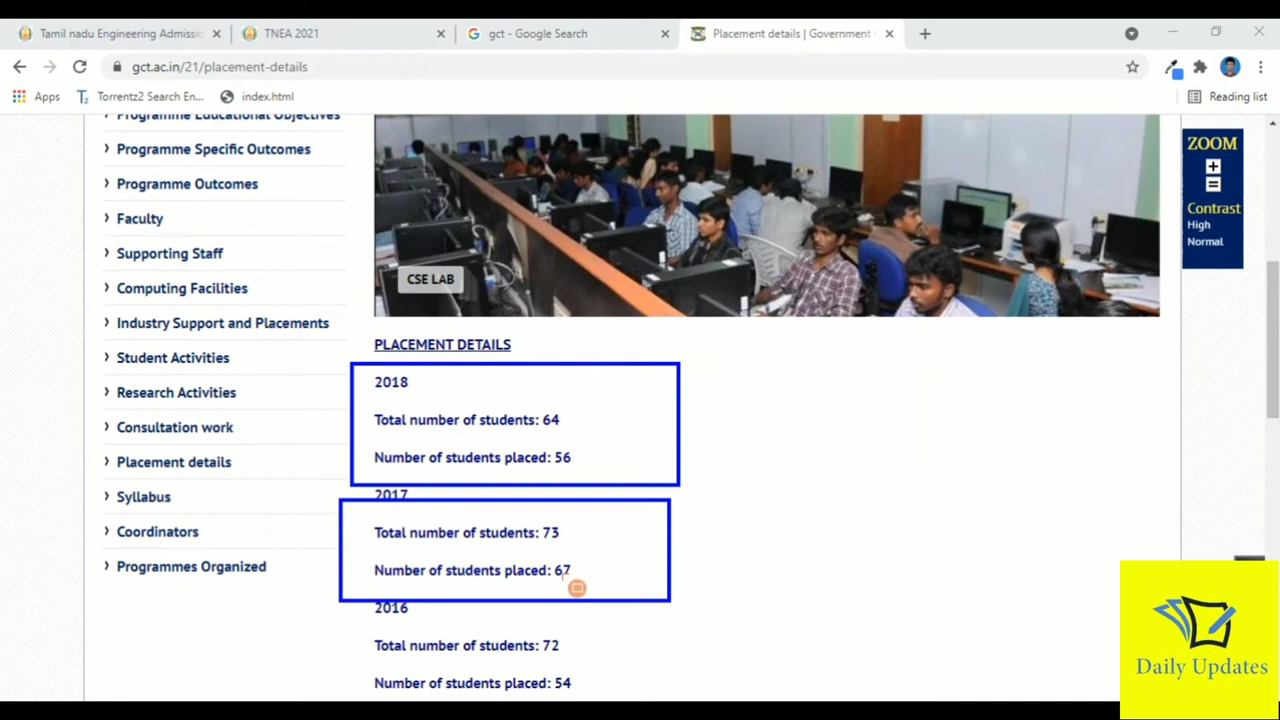 Tamil nadu Engineering Admissio
TNEA 2021
gct - Google Search
Placement details | Government
gct.ac.in/21/placement-details
Apps
Torrentz2 Search En...
index.html
Reading list
Programme Educational Objectives
Programme Specific Outcomes
Programme Outcomes
Faculty
Supporting Staff
Computing Facilities
Industry Support and Placements
Student Activities
Research Activities
Consultation work
Placement details
Syllabus
Coordinators
Programmes Organized
CSE LAB
PLACEMENT DETAILS
2018
Total number of students: 64
Number of students placed: 56
2017
Total number of students: 73
Number of students placed: 67
2016
Total number of students: 72
Number of students placed: 54
ZOOM
+
=
Contrast
High
Normal
Daily Updates